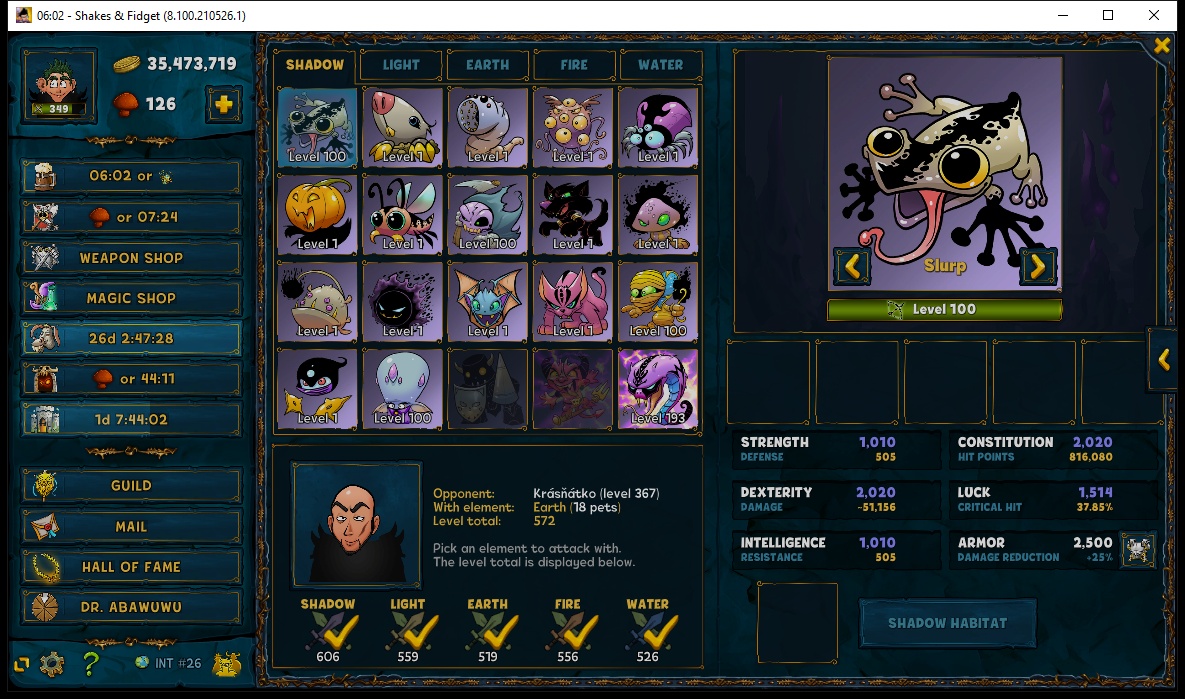 06:02 - Shakes & Fidget (8.100.210526.1)
35,473,719
349
126
06:02 or
or 07:24
WEAPON SHOP
MAGIC SHOP
26d 2:47:28
or 44:11
1d 7:44:02
GUILD
MAIL
HALL OF FAME
DR. ABAWUWU
INT #26
SHADOW LIGHT EARTH FIRE WATER
Level 100 Level 1 Level 1 Level 1 Level 1
Level 1 Level 1 Level 100 Level 1 Level 1
Level 1 Level 1 Level 1 Level 1 Level 100
Level 1 Level 100 Level 193
Opponent: Krásňátko (level 367)
With element: Earth (18 pets)
Level total: 572
Pick an element to attack with.
The level total is displayed below.
SHADOW LIGHT EARTH FIRE WATER
606 559 519 556 526
Slurp
Level 100
STRENGTH 1,010
DEFENSE 505
CONSTITUTION 2,020
HIT POINTS 816,080
DEXTERITY 2,020
DAMAGE ~51,156
LUCK 1,514
CRITICAL HIT 37.85%
INTELLIGENCE 1,010
RESISTANCE 505
ARMOR 2,500
DAMAGE REDUCTION +25%
SHADOW HABITAT